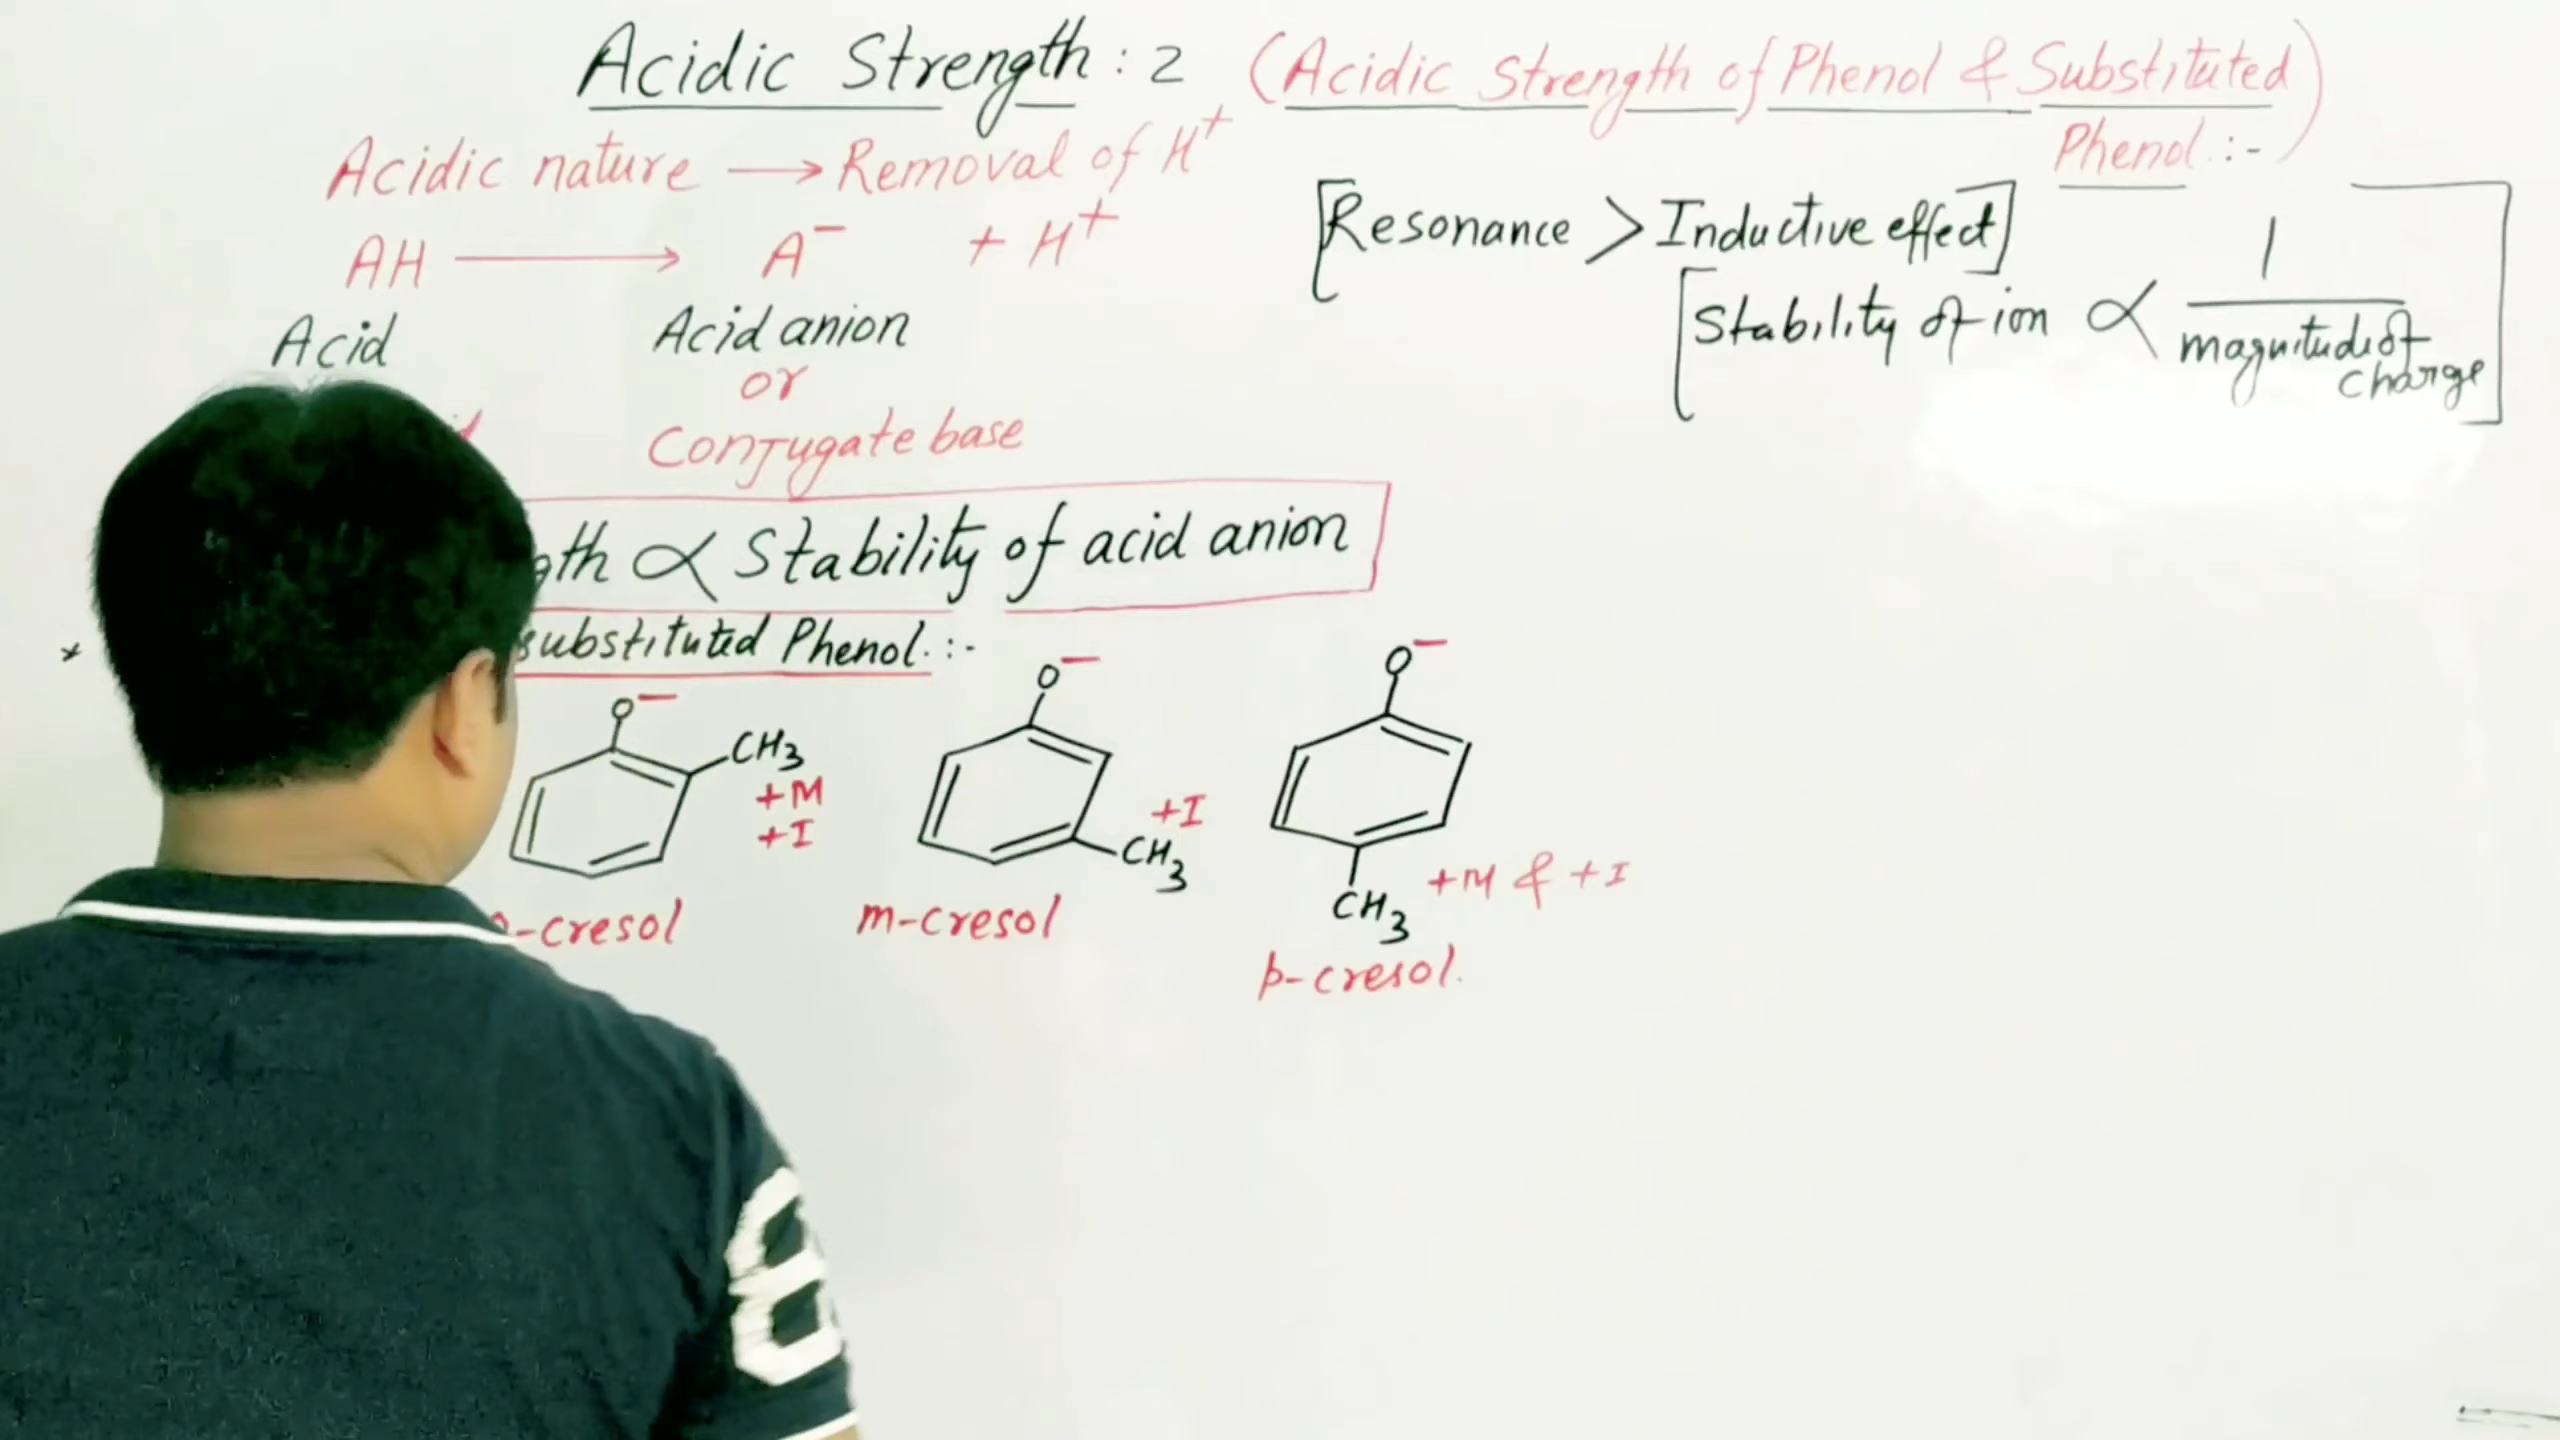 Acidic Strength : 2 (Acidic Strength of Phenol & Substituted
Phenol :-)
Acidic nature → Removal of H⁺
[Resonance > Inductive effect]
AH → A⁻ + H⁺
[Stability of ion ∝ 1
magnitude of
charge]
Acid Acid anion
or
Conjugate base
∝ Stability of acid anion
* substituted Phenol :-
O⁻ O⁻ O⁻
CH3
+M
+I
+I
CH3
CH3 +M & +I
-cresol m-cresol
p-cresol.
8